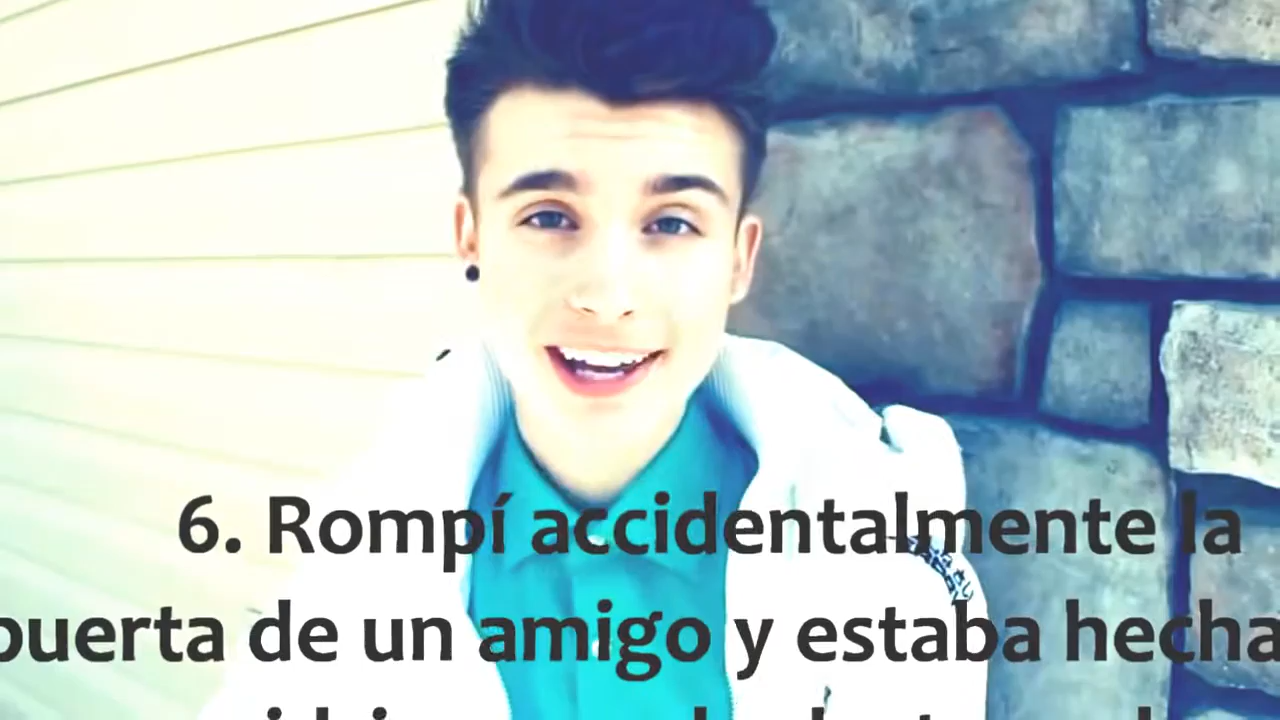 6. Rompí accidentalmente la
puerta de un amigo y estaba hecha